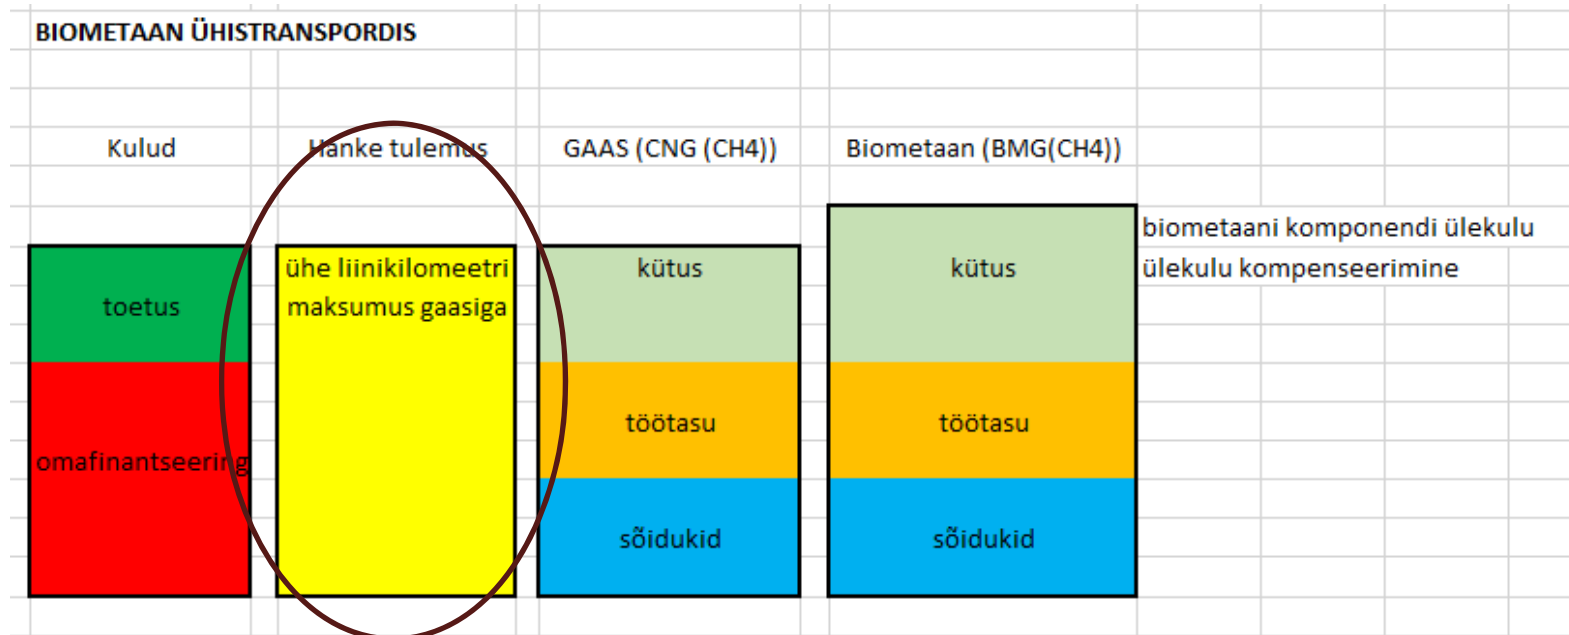 BIOMETAAN ÜHISTRANSPORDIS
Kulud
Hanke tulemus
GAAS (CNG (CH4))
Biometaan (BMG(CH4))
toetus
omafinantseering
ühe liinikilomeetri
maksumus gaasiga
kütus
töötasu
sõidukid
kütus
töötasu
sõidukid
biometaani komponendi ülekulu
ülekulu kompenseerimine